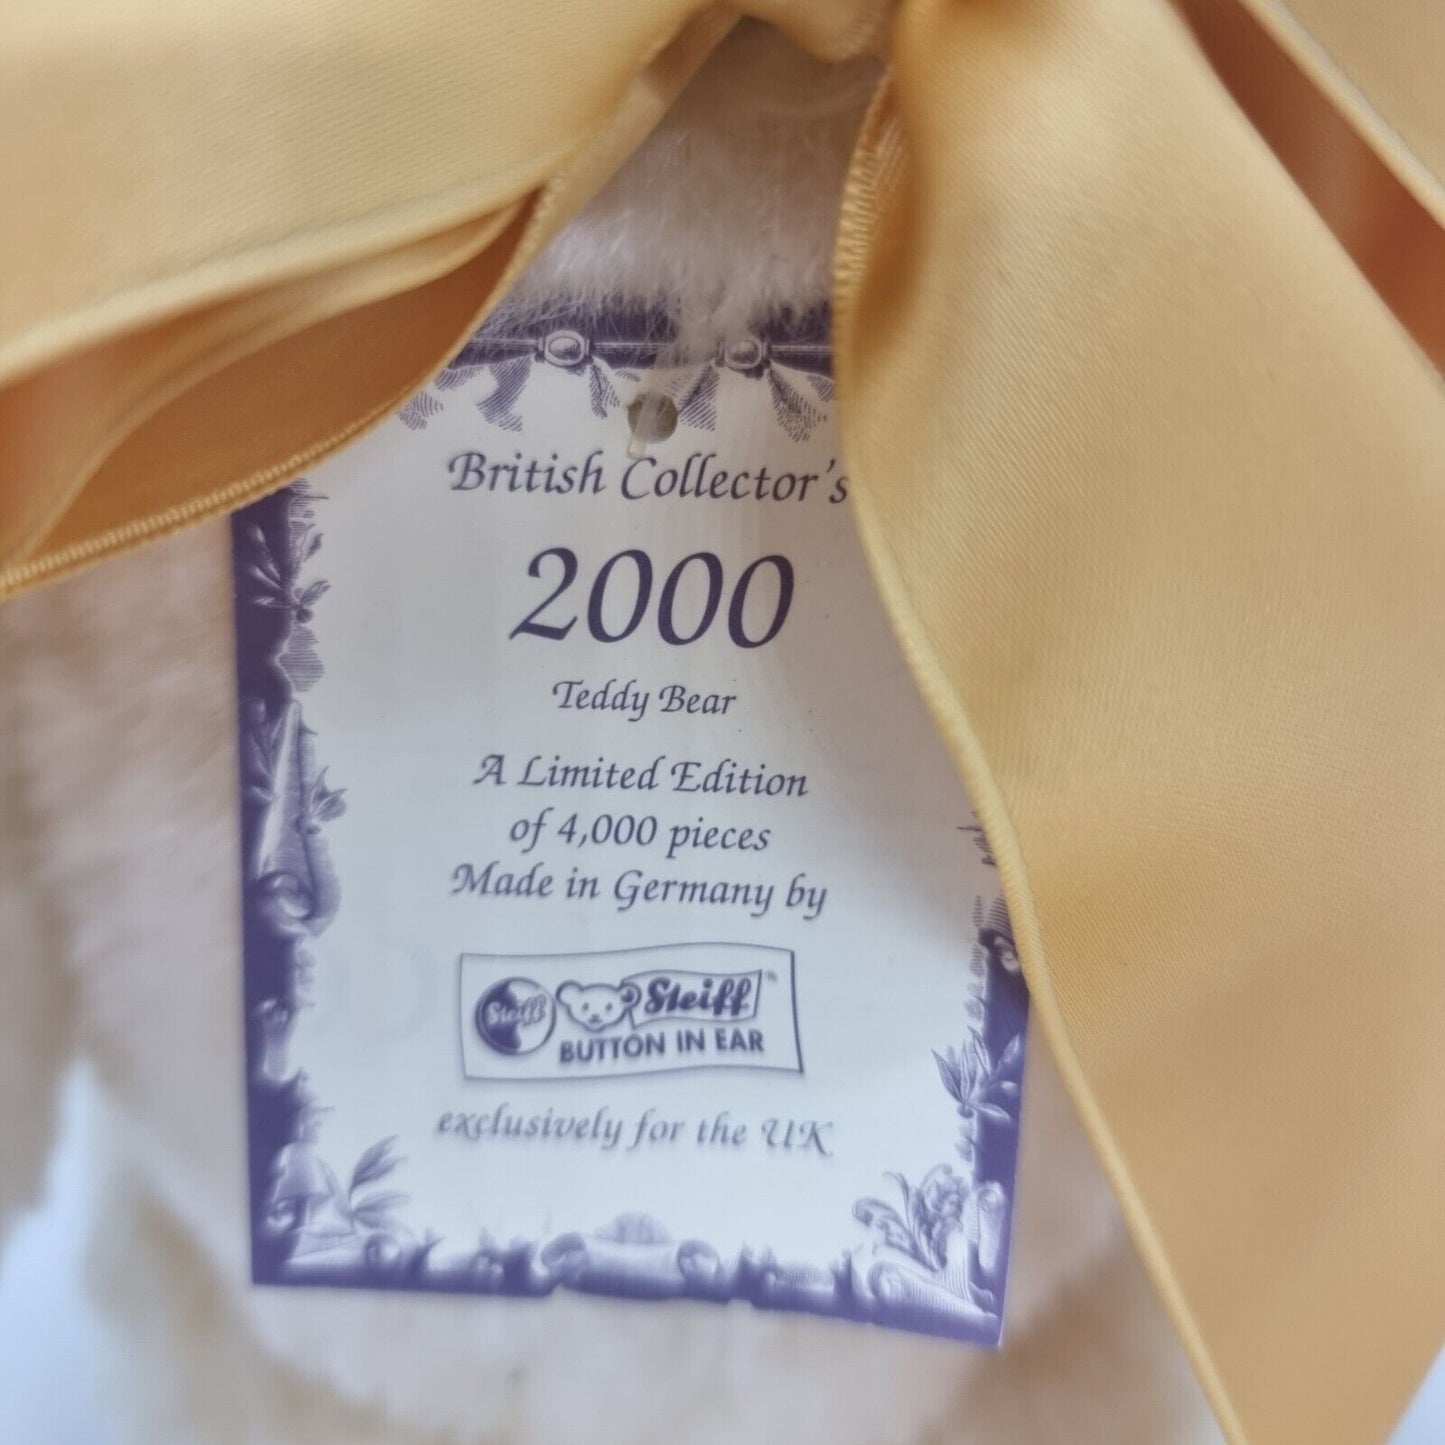 British Collector's
2000
Teddy Bear
A Limited Edition
of 4,000 pieces
Made in Germany by
Steiff Steiff™
BUTTON IN EAR
exclusively for the UK